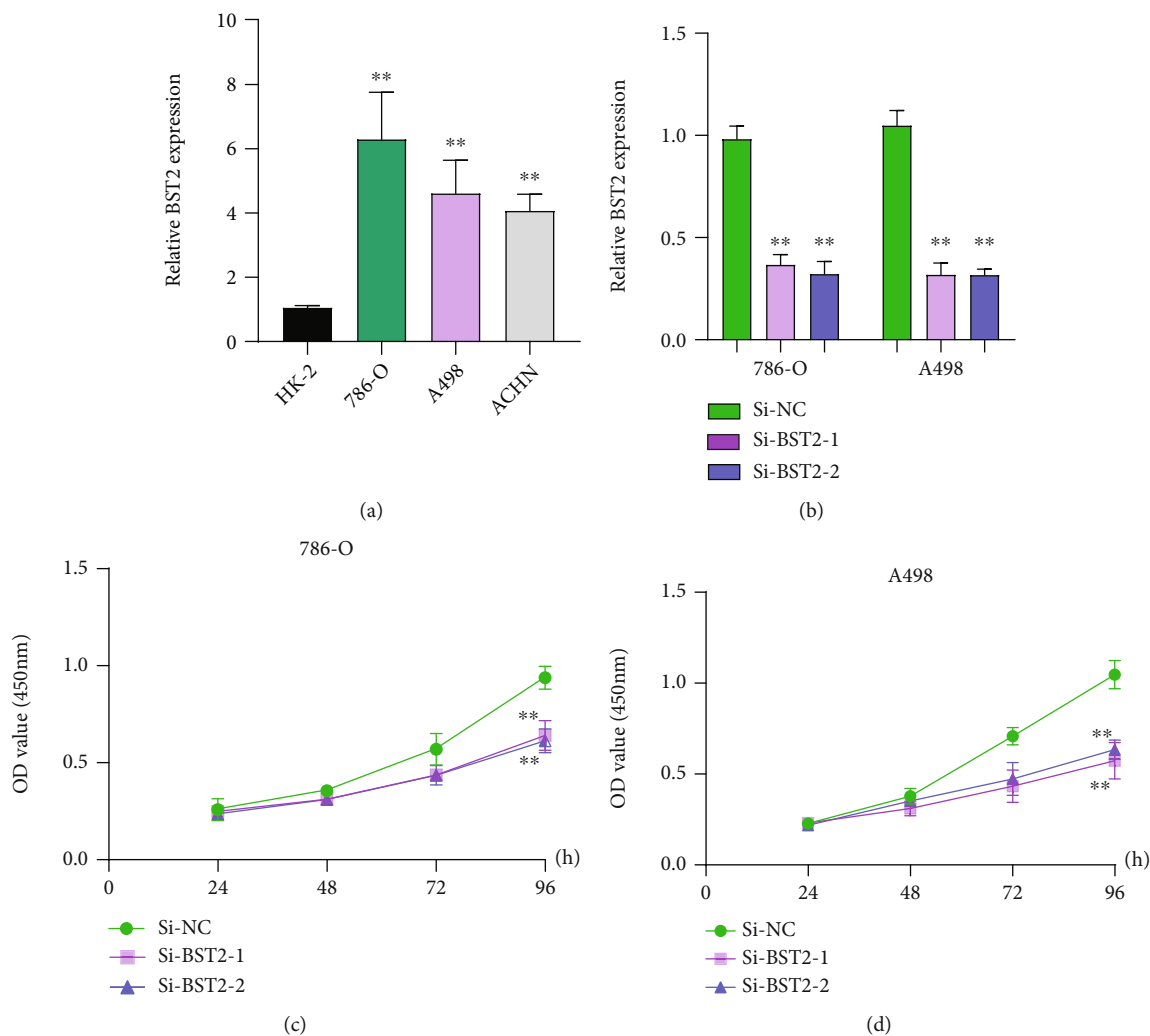 10
8
6
4
2
0
Relative BST2 expression
**
**
**
HK-2
786-O
A498
ACHN
(a)
1.5
1.0
0.5
0.0
Relative BST2 expression
**
**
**
**
786-O
A498
Si-NC
Si-BST2-1
Si-BST2-2
(b)
786-O
1.5
1.0
0.5
0.0
OD value (450nm)
**
**
0
24
48
72
96
(h)
Si-NC
Si-BST2-1
Si-BST2-2
(c)
A498
1.5
1.0
0.5
0.0
OD value (450nm)
**
**
0
24
48
72
96
(h)
Si-NC
Si-BST2-1
Si-BST2-2
(d)